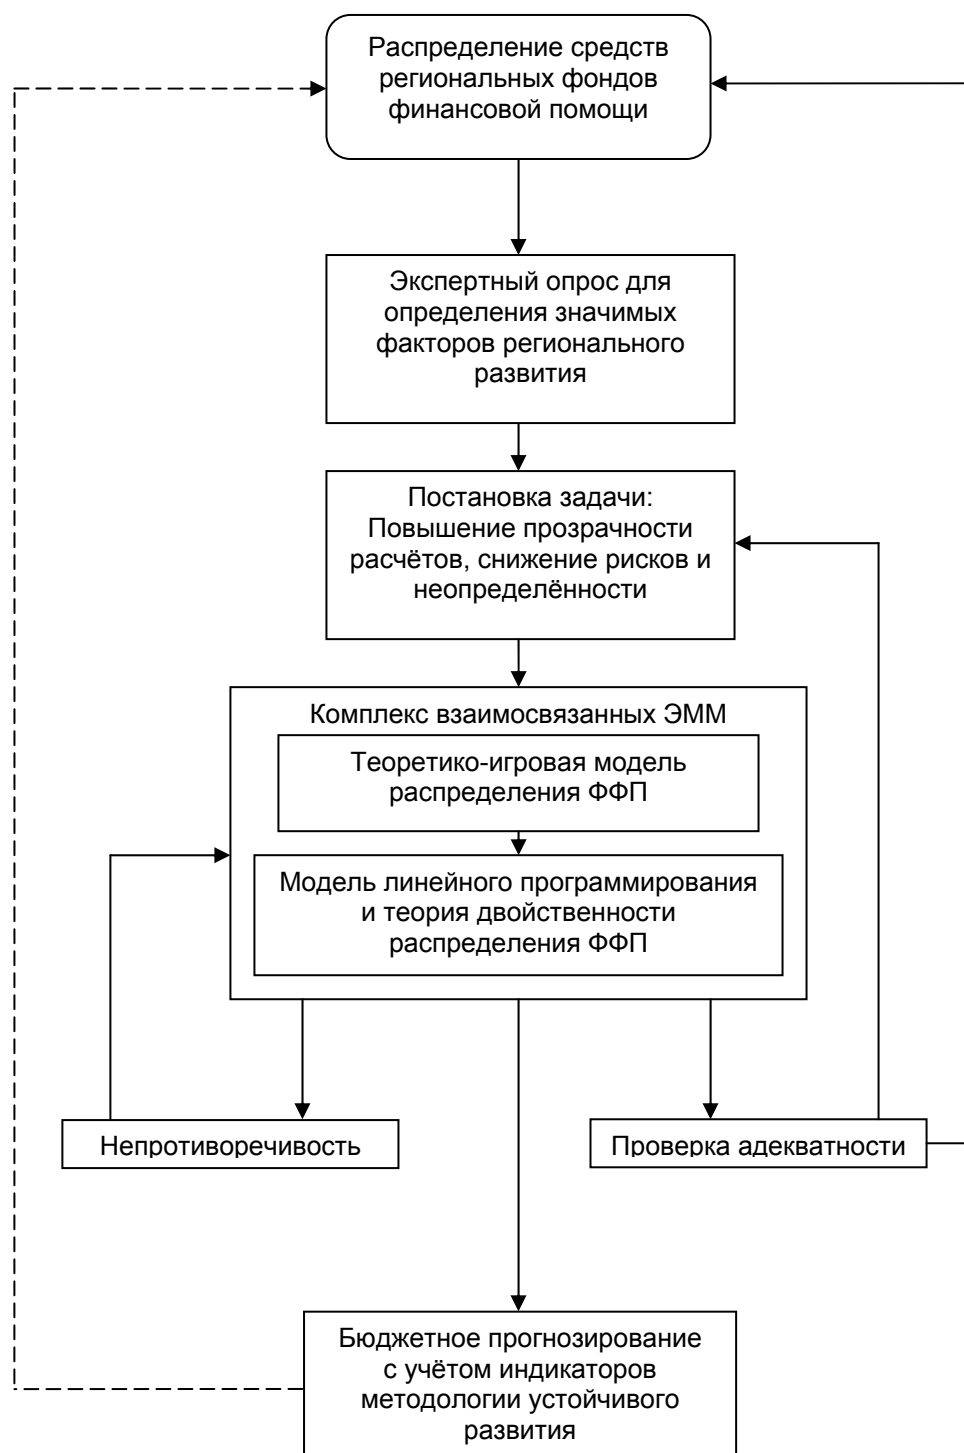 Распределение средств
региональных фондов
финансовой помощи
Экспертный опрос для
определения значимых
факторов регионального
развития
Постановка задачи:
Повышение прозрачности
расчётов, снижение рисков и
неопределённости
Комплекс взаимосвязанных ЭММ
Теоретико-игровая модель
распределения ФФП
Модель линейного программирования
и теория двойственности
распределения ФФП
Непротиворечивость
Проверка адекватности
Бюджетное прогнозирование
с учётом индикаторов
методологии устойчивого
развития